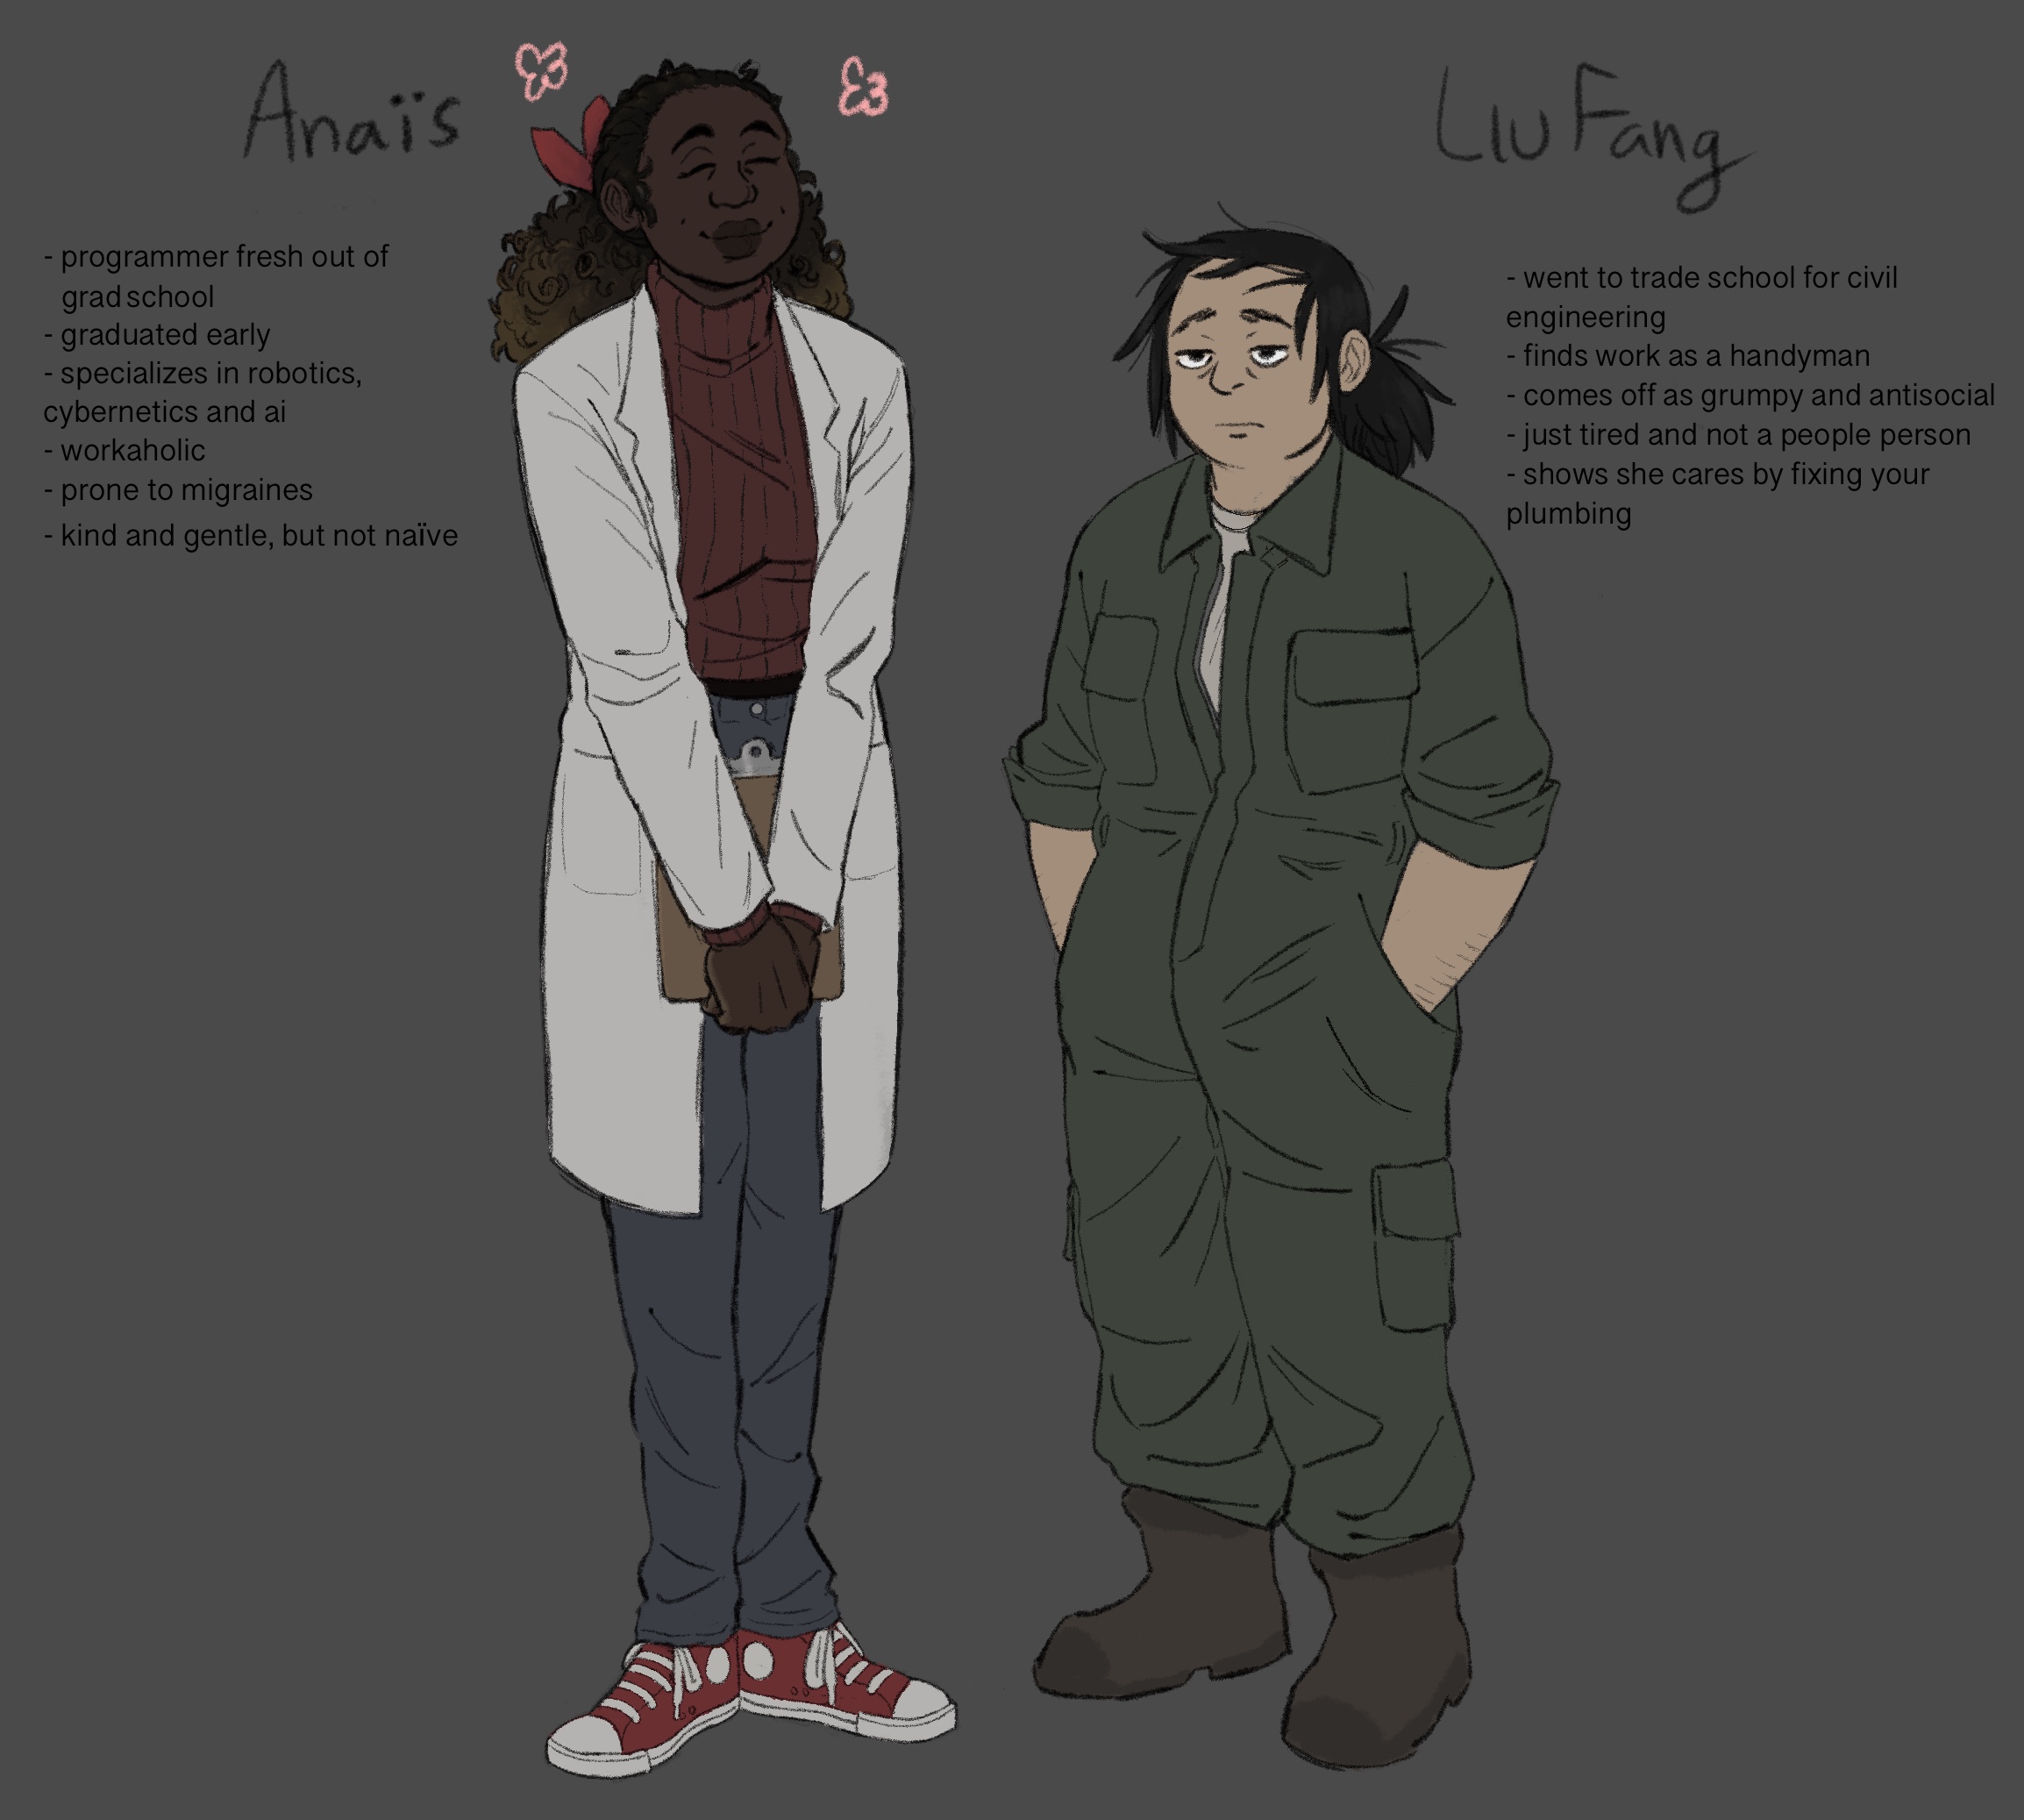 Anaïs
- programmer fresh out of
grad school
- graduated early
- specializes in robotics,
cybernetics and ai
- workaholic
- prone to migraines
- kind and gentle, but not naïve
Liu Fang
- went to trade school for civil
engineering
- finds work as a handyman
- comes off as grumpy and antisocial
- just tired and not a people person
- shows she cares by fixing your
plumbing